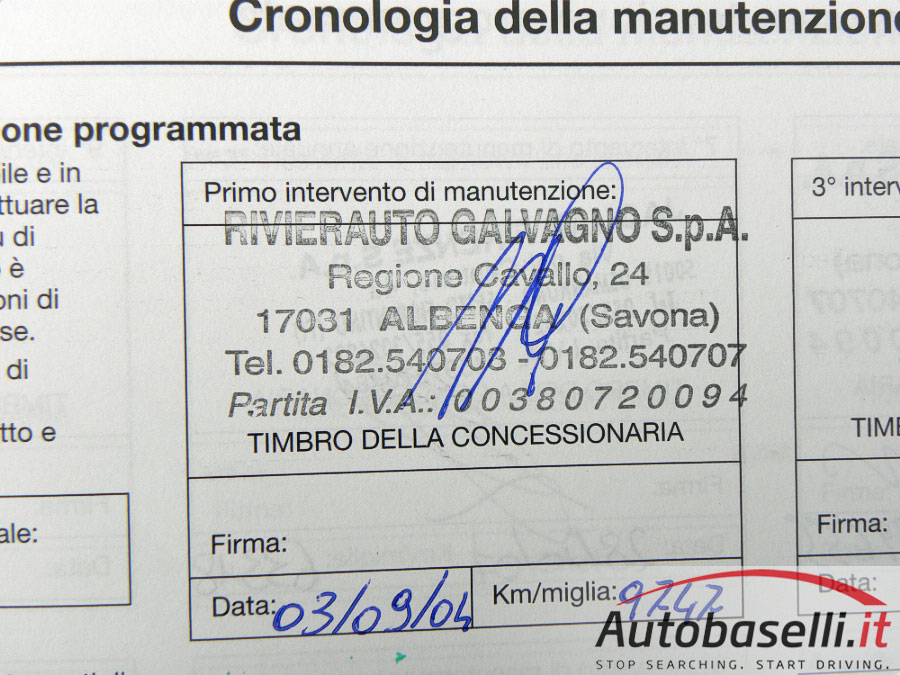 Cronologia della manutenzione
one programmata
ile e in
ttuare la
u di
è
oni di
se.
di
tto e
ale:
Primo intervento di manutenzione:
RIVIERAUTO GALVAGNO S.p.A.
Regione Cavallo, 24
17031 ALBENGA (Savona)
Tel. 0182.540703 - 0182.540707
Partita I.V.A.: 00380720094
TIMBRO DELLA CONCESSIONARIA
Firma:
Data: 03/09/04
Km/miglia: 9747
3° interv
TIMB
Firma:
Data:
Autobaselli.it
STOP SEARCHING. START DRIVING.